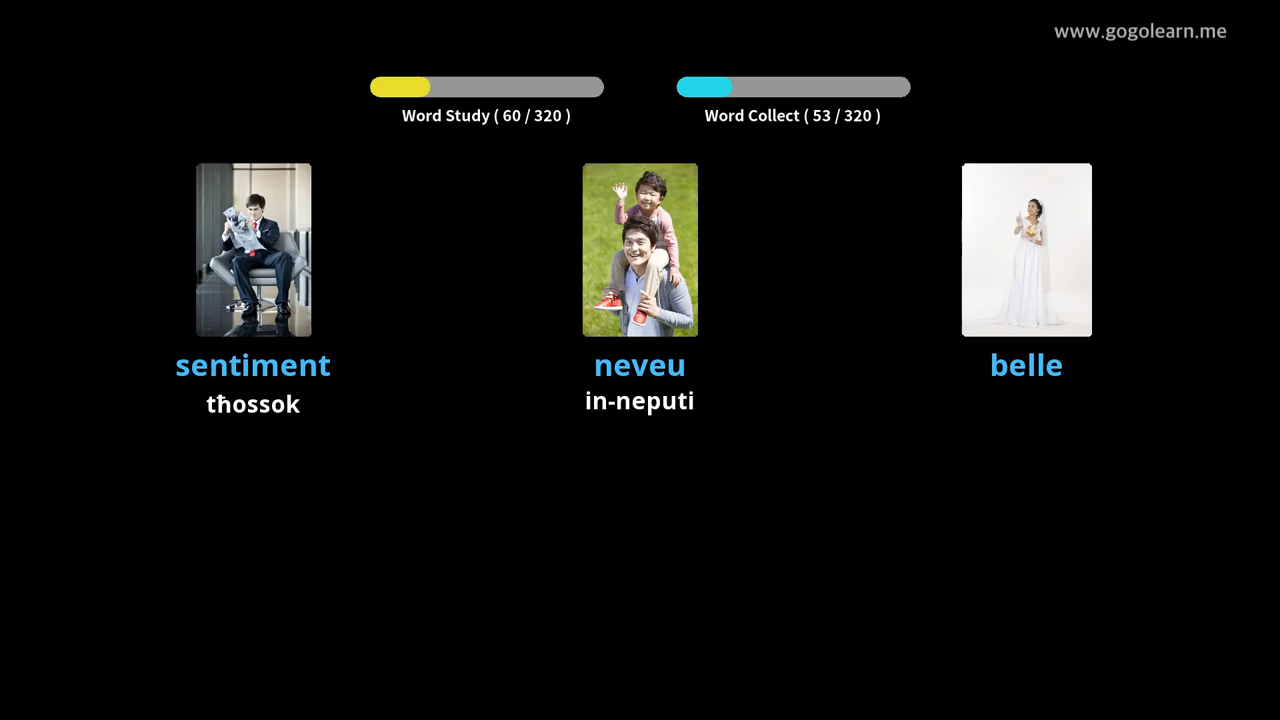 www.gogolearn.me
Word Study ( 60 / 320 )
Word Collect ( 53 / 320 )
sentiment
tħossok
neveu
in-neputi
belle